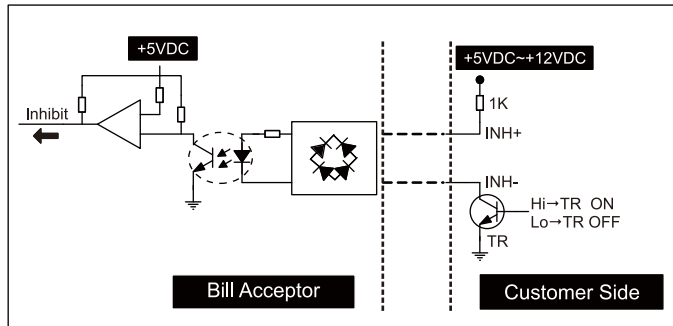 +5VDC
+5VDC~+12VDC
1K
Inhibit
INH+
INH-
Hi→TR ON
Lo→TR OFF
TR
Bill Acceptor
Customer Side